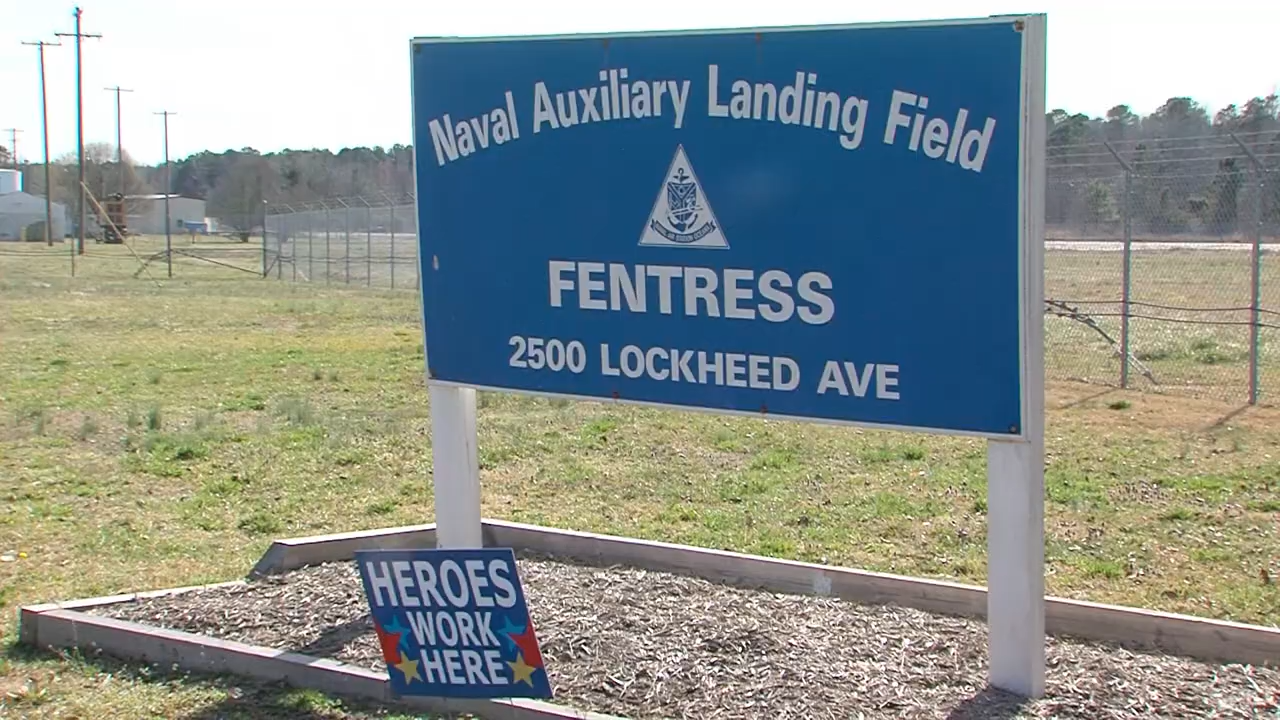 Naval Auxiliary Landing Field
FENTRESS
2500 LOCKHEED AVE
HEROES
WORK
HERE